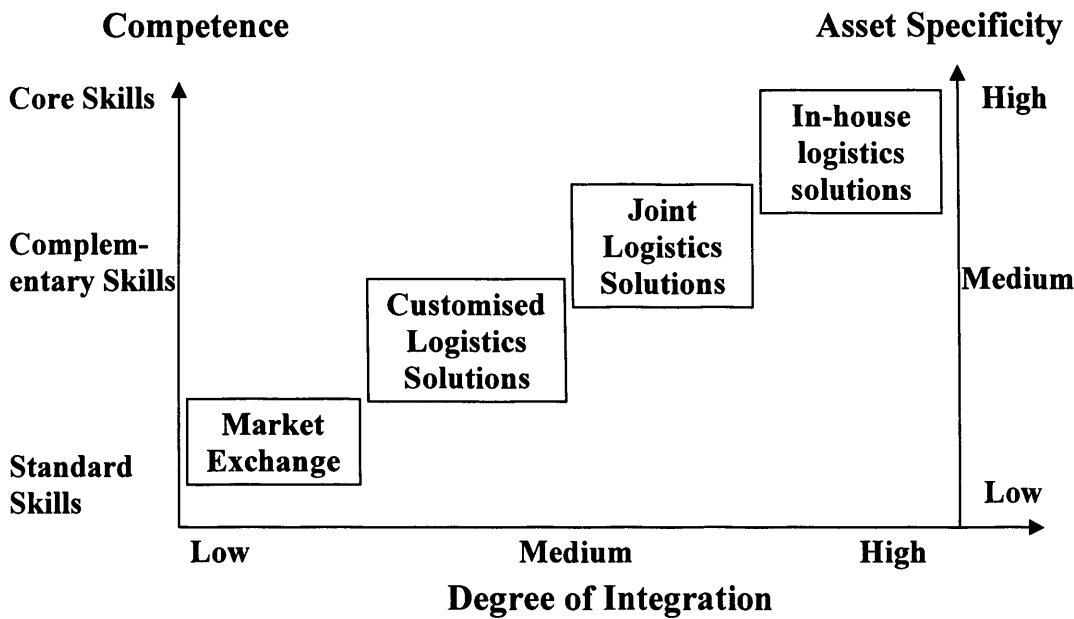 Competence
Asset Specificity
Core Skills
High
In-house
logistics
solutions
Joint
Logistics
Solutions
Complem-
entary Skills
Medium
Customised
Logistics
Solutions
Market
Exchange
Standard
Skills
Low
Low
Medium
High
Degree of Integration